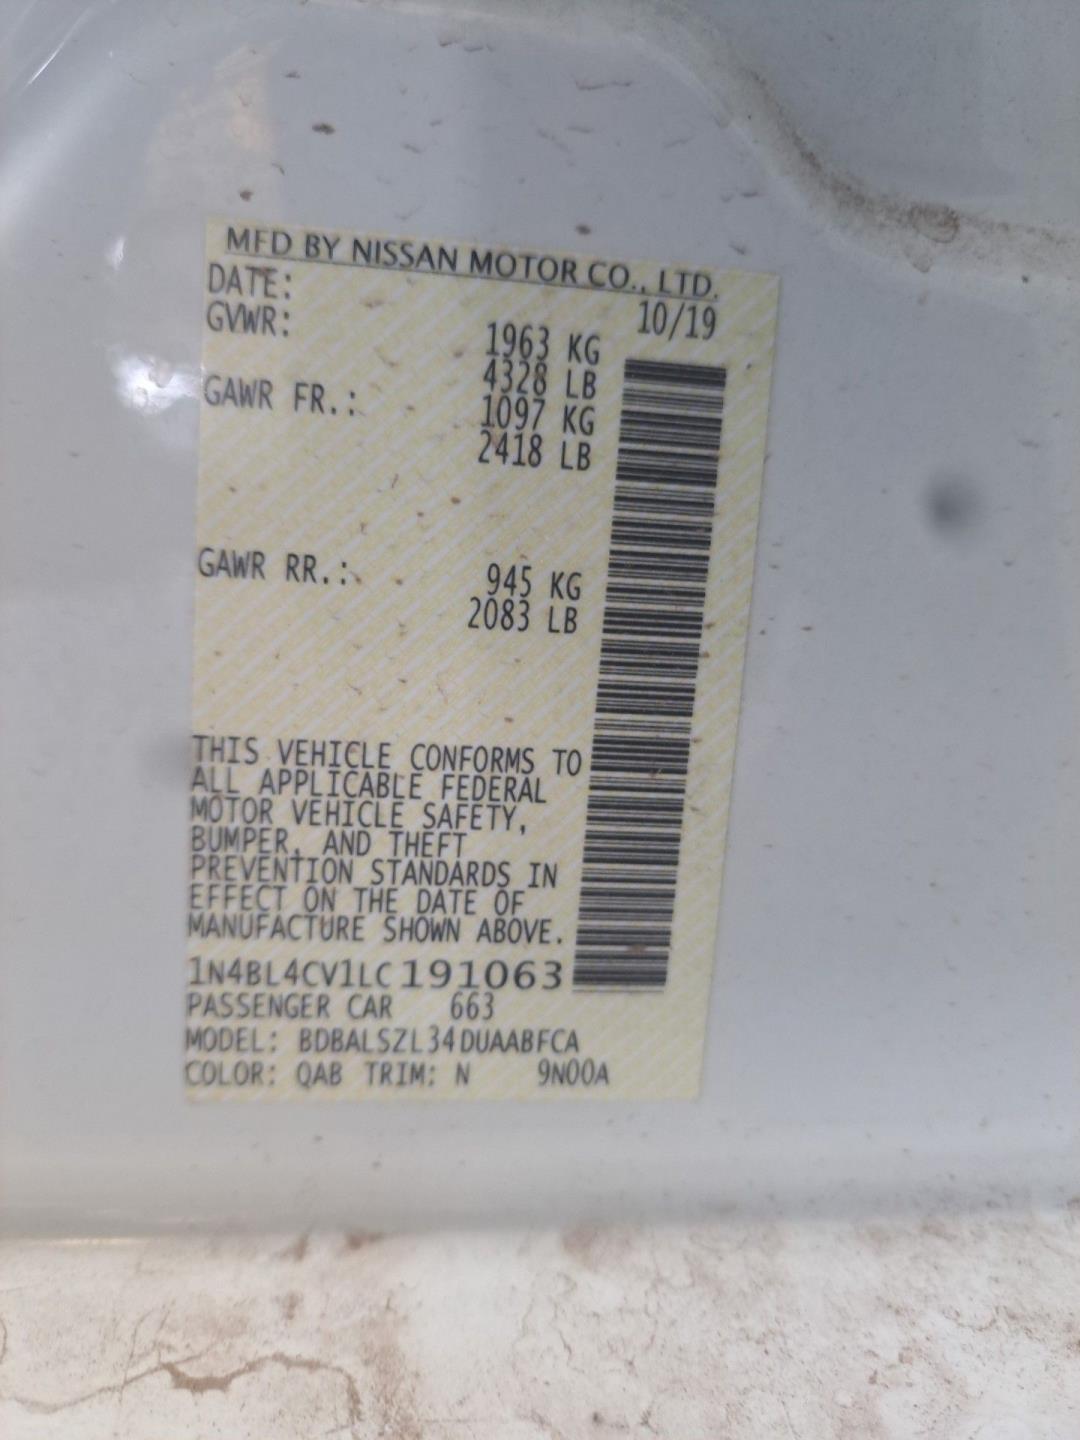 MFD BY NISSAN MOTOR CO., LTD.
DATE: 10/19
GVWR: 1963 KG
4328 LB
GAWR FR.: 1097 KG
2418 LB
GAWR RR.: 945 KG
2083 LB
THIS VEHICLE CONFORMS TO
ALL APPLICABLE FEDERAL
MOTOR VEHICLE SAFETY,
BUMPER, AND THEFT
PREVENTION STANDARDS IN
EFFECT ON THE DATE OF
MANUFACTURE SHOWN ABOVE.
1N4BL4CV1LC191063
PASSENGER CAR 663
MODEL: BDBALSZL34DUAABFCA
COLOR: QAB TRIM: N 9N00A